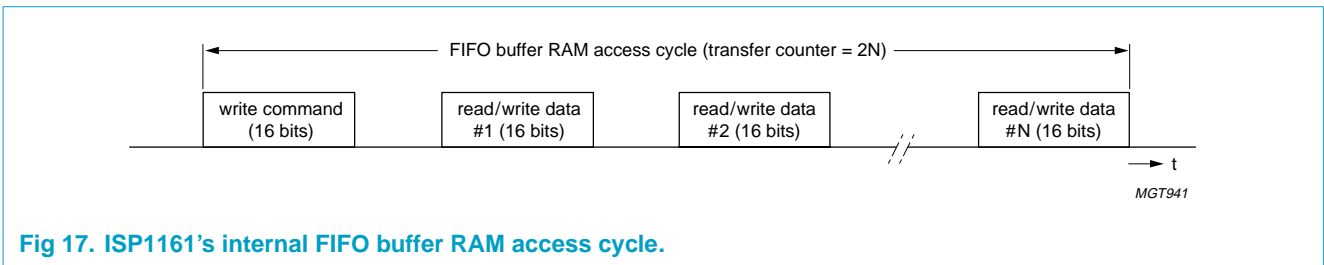 FIFO buffer RAM access cycle (transfer counter = 2N)
write command
(16 bits)
read/write data
#1 (16 bits)
read/write data
#2 (16 bits)
read/write data
#N (16 bits)
t
MGT941
Fig 17. ISP1161’s internal FIFO buffer RAM access cycle.